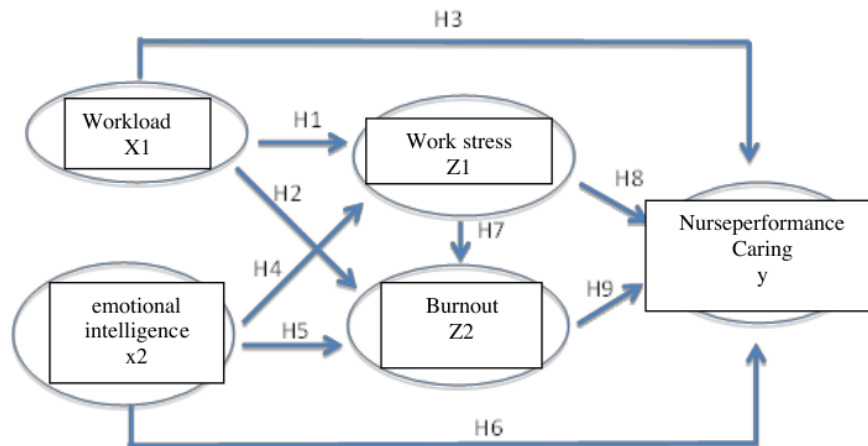 H3
Workload
X1
H1
Work stress
Z1
H2
H8
H7
Nurseperformance
Caring
y
H4
emotional
intelligence
x2
H5
Burnout
Z2
H9
H6